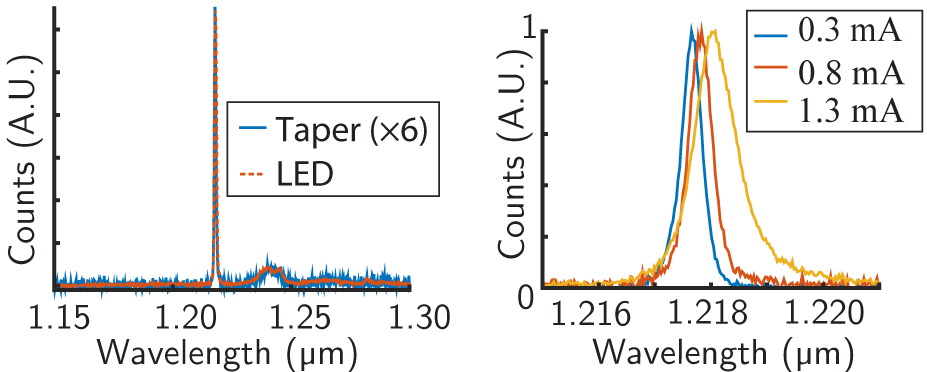 Counts (A.U.)
Taper (×6)
LED
1.15
1.20
1.25
1.30
Wavelength (μm)
Counts (A.U.)
1
0
0.3 mA
0.8 mA
1.3 mA
1.216
1.218
1.220
Wavelength (μm)